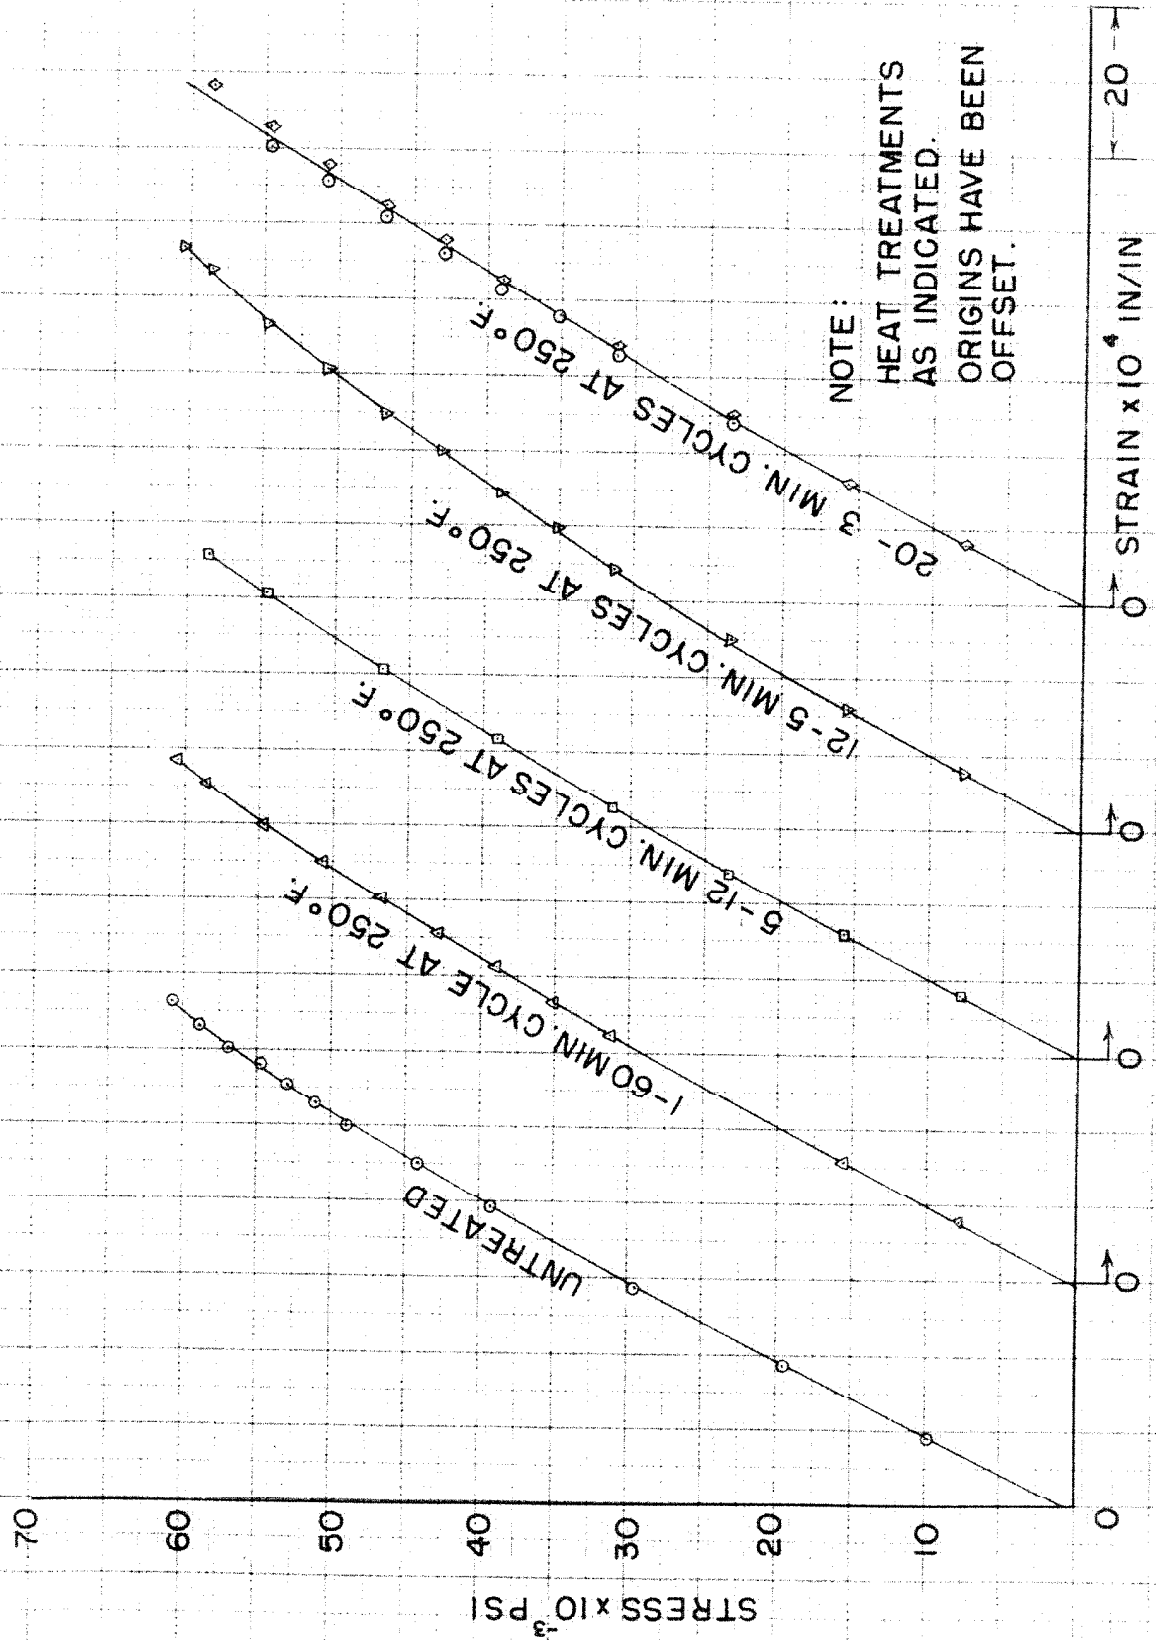 STRESS x 10⁻³ PSI
70
60
50
40
30
20
10
0
UNTREATED
1-60 MIN. CYCLE AT 250°F.
5-12 MIN. CYCLES AT 250°F.
12-5 MIN. CYCLES AT 250°F.
20-3 MIN. CYCLES AT 250°F.
NOTE:
HEAT TREATMENTS
AS INDICATED.
ORIGINS HAVE BEEN
OFFSET.
0
0
0
0
STRAIN x 10⁴ IN/IN
20